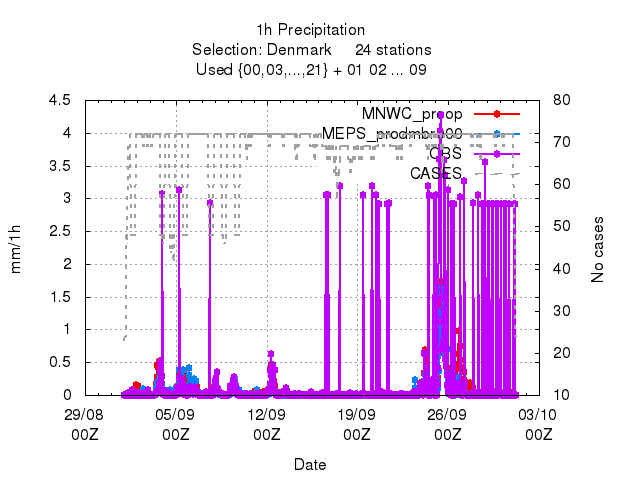 1h Precipitation
Selection: Denmark 24 stations
Used {00,03,...,21} + 01 02 ... 09
4.5
4
3.5
3
2.5
2
1.5
1
0.5
0
mm/1h
80
70
60
50
40
30
20
10
No cases
MNWC_preop
MEPS_prodmbr000
OBS
CASES
29/08 05/09 12/09 19/09 26/09 03/10
00Z 00Z 00Z 00Z 00Z 00Z
Date